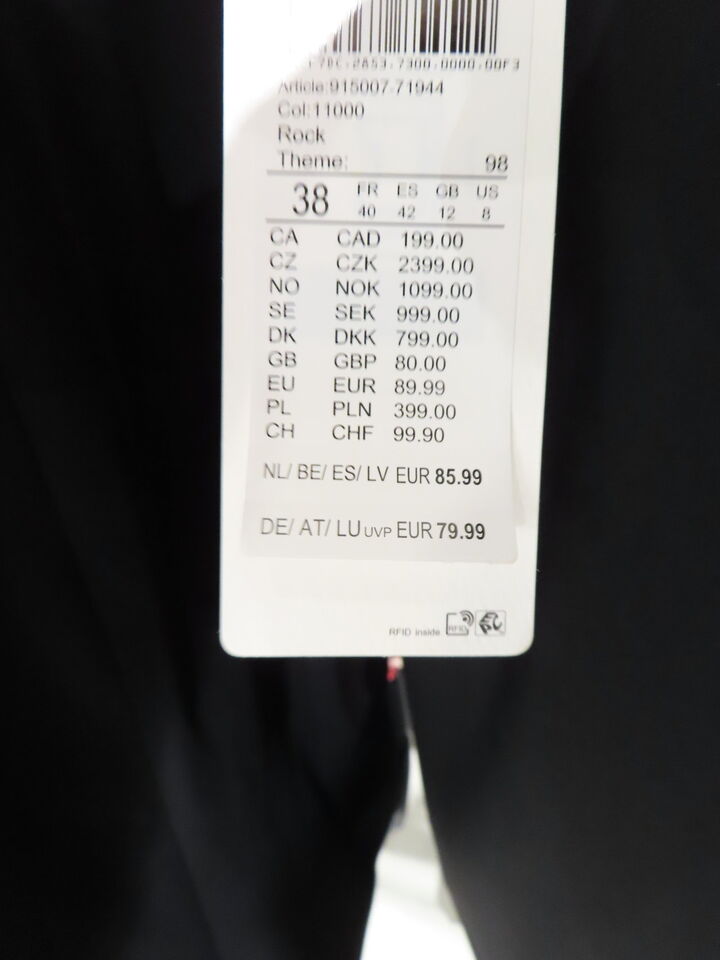 Article:915007-71944
Col:11000
Rock
Theme: 98
38 FR ES GB US
40 42 12 8
CA CAD 199.00
CZ CZK 2399.00
NO NOK 1099.00
SE SEK 999.00
DK DKK 799.00
GB GBP 80.00
EU EUR 89.99
PL PLN 399.00
CH CHF 99.90
NL/ BE/ ES/ LV EUR 85.99
DE/ AT/ LU UVP EUR 79.99
RFID inside RFID